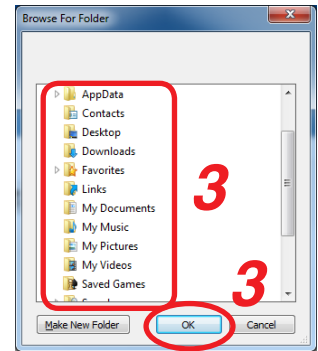 Browse For Folder
AppData
Contacts
Desktop
Downloads
Favorites
Links
My Documents
My Music
3
My Pictures
My Videos
Saved Games
3
Make New Folder
OK
Cancel